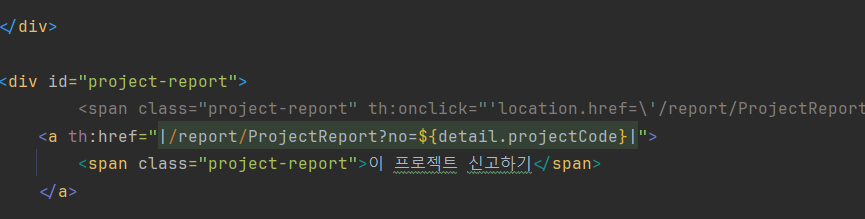 </div>
<div id="project-report">
<span class="project-report" th:onclick="'location.href=\'/report/ProjectReport
<a th:href="|/report/ProjectReport?no=${detail.projectCode}|">
<span class="project-report">이 프로젝트 신고하기</span>
</a>